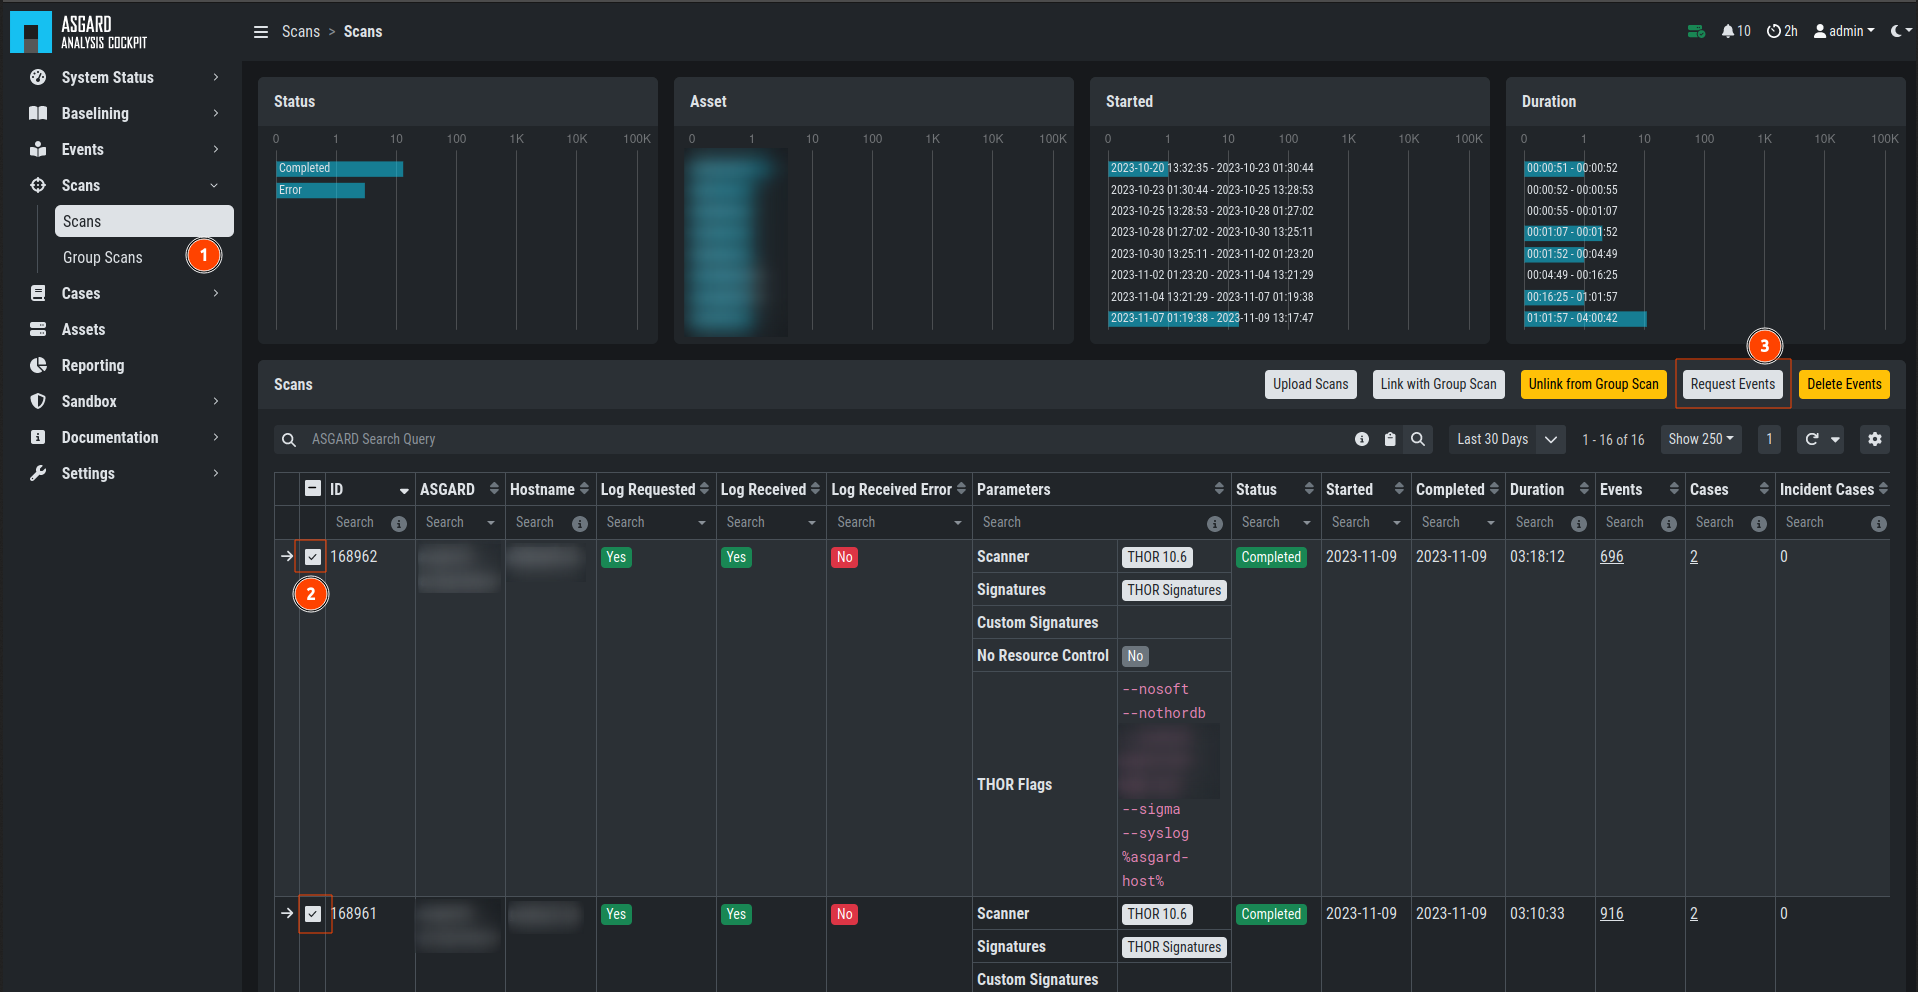 ASGARD
ANALYSIS COCKPIT
Scans > Scans
10
2h
admin
System Status
Baselining
Events
Scans
Scans
Group Scans
1
Cases
Assets
Reporting
Sandbox
Documentation
Settings
Status
0 1 10 100 1K 10K 100K
Completed
Error
Asset
0 1 10 100 1K 10K 100K
Started
0 1 10 100 1K 10K 100K
2023-10-20 13:32:35 - 2023-10-23 01:30:44
2023-10-23 01:30:44 - 2023-10-25 13:28:53
2023-10-25 13:28:53 - 2023-10-28 01:27:02
2023-10-28 01:27:02 - 2023-10-30 13:25:11
2023-10-30 13:25:11 - 2023-11-02 01:23:20
2023-11-02 01:23:20 - 2023-11-04 13:21:29
2023-11-04 13:21:29 - 2023-11-07 01:19:38
2023-11-07 01:19:38 - 2023-11-09 13:17:47
Duration
0 1 10 100 1K 10K 100K
00:00:51 - 00:00:52
00:00:52 - 00:00:55
00:00:55 - 00:01:07
00:01:07 - 00:01:52
00:01:52 - 00:04:49
00:04:49 - 00:16:25
00:16:25 - 01:01:57
01:01:57 - 04:00:42
3
Scans
Upload Scans
Link with Group Scan
Unlink from Group Scan
Request Events
Delete Events
ASGARD Search Query
Last 30 Days
1 - 16 of 16
Show 250
1
ID ASGARD Hostname Log Requested Log Received Log Received Error Parameters Status Started Completed Duration Events Cases Incident Cases
Search Search Search Search Search Search Search Search Search Search Search Search Search Search
168962 Yes Yes No Scanner THOR 10.6 Completed 2023-11-09 2023-11-09 03:18:12 696 2 0
2
Signatures THOR Signatures
Custom Signatures
No Resource Control No
THOR Flags
--nosoft
--nothordb
--sigma
--syslog
%asgard-
host%
168961 Yes Yes No Scanner THOR 10.6 Completed 2023-11-09 2023-11-09 03:10:33 916 2 0
Signatures THOR Signatures
Custom Signatures